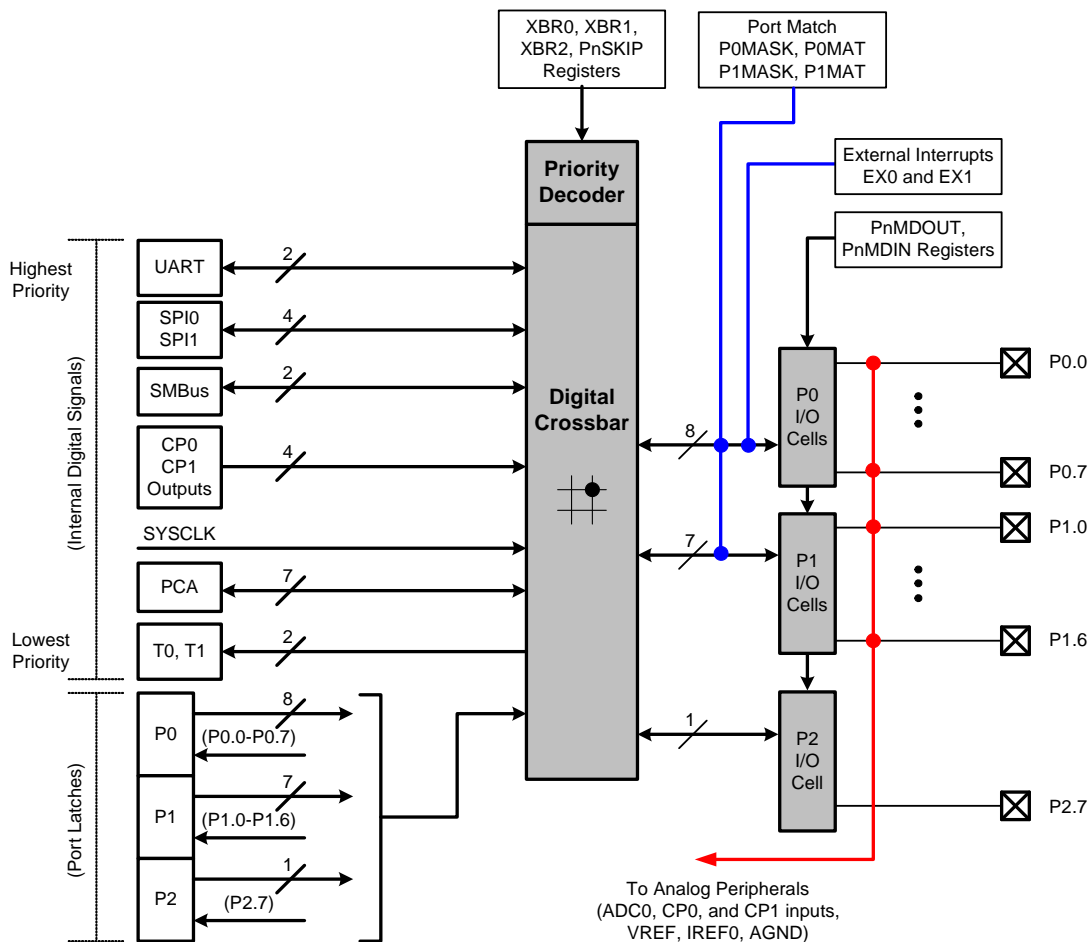 XBR0, XBR1,
XBR2, PnSKIP
Registers
Port Match
P0MASK, P0MAT
P1MASK, P1MAT
External Interrupts
EX0 and EX1
PnMDOUT,
PnMDIN Registers
Priority
Decoder
Digital
Crossbar
Highest
Priority
(Internal Digital Signals)
Lowest
Priority
UART
2
SPI0
SPI1
4
SMBus
2
CP0
CP1
Outputs
4
SYSCLK
PCA
7
T0, T1
2
(Port Latches)
P0
8
(P0.0-P0.7)
P1
7
(P1.0-P1.6)
P2
1
(P2.7)
8
7
1
P0
I/O
Cells
P1
I/O
Cells
P2
I/O
Cell
P0.0
P0.7
P1.0
P1.6
P2.7
To Analog Peripherals
(ADC0, CP0, and CP1 inputs,
VREF, IREF0, AGND)